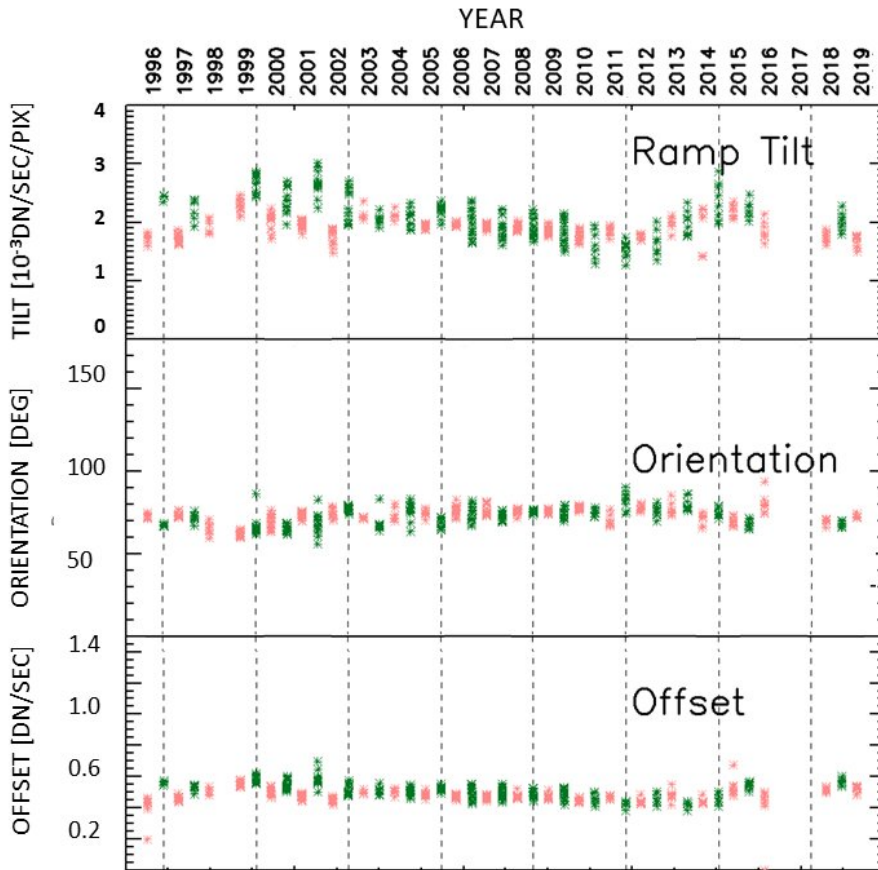 YEAR
1996 1997 1998 1999 2000 2001 2002 2003 2004 2005 2006 2007 2008 2009 2010 2011 2012 2013 2014 2015 2016 2017 2018 2019
TILT [10⁻³DN/SEC/PIX]
4
3
2
1
0
Ramp Tilt
ORIENTATION [DEG]
150
100
50
Orientation
OFFSET [DN/SEC]
1.4
1.0
0.6
0.2
Offset